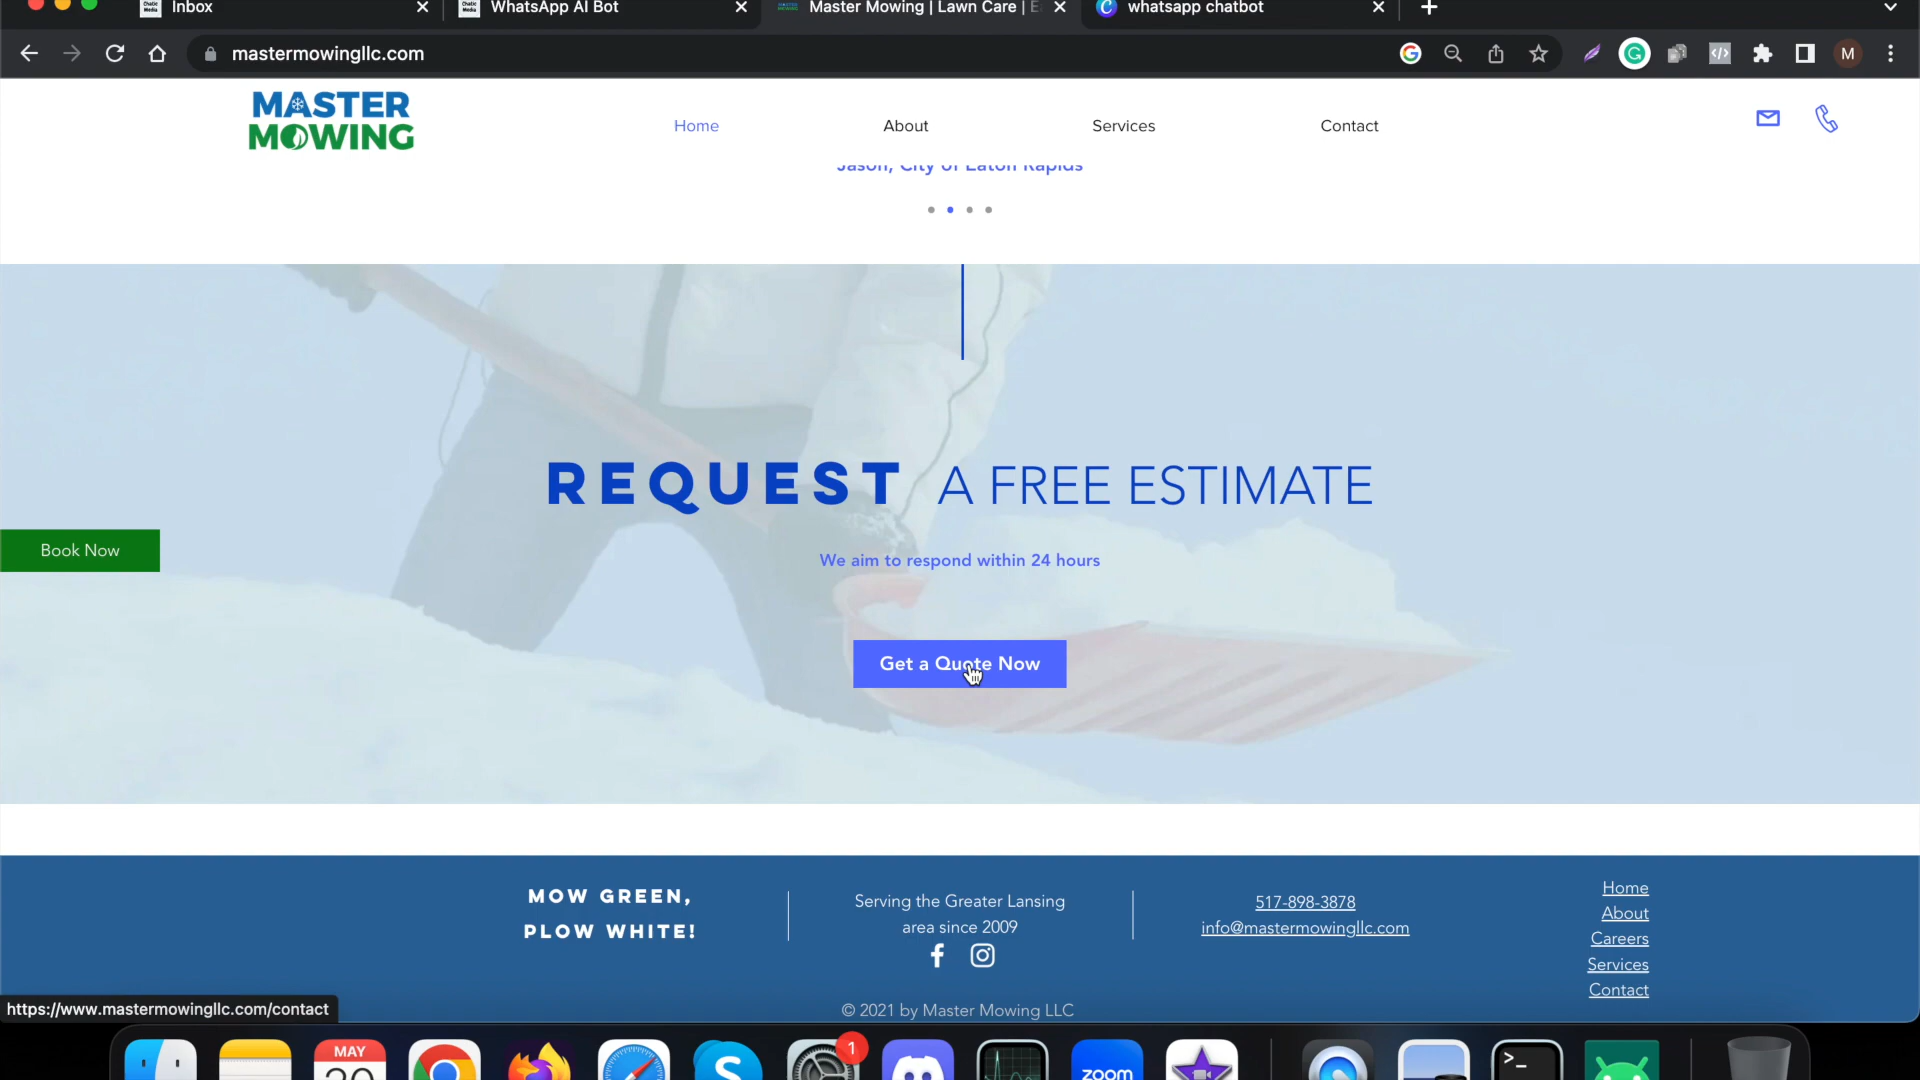 Inbox
WhatsApp AI Bot
Master Mowing | Lawn Care | E
whatsapp chatbot
mastermowingllc.com
M
MASTER
MOWING
Home
About
Services
Contact
Jason, City of Eaton Rapids
REQUEST A FREE ESTIMATE
Book Now
We aim to respond within 24 hours
Get a Quote Now
MOW GREEN,
PLOW WHITE!
Serving the Greater Lansing
area since 2009
517-898-3878
info@mastermowingllc.com
Home
About
Careers
Services
Contact
https://www.mastermowingllc.com/contact
© 2021 by Master Mowing LLC
MAY
1
zoom